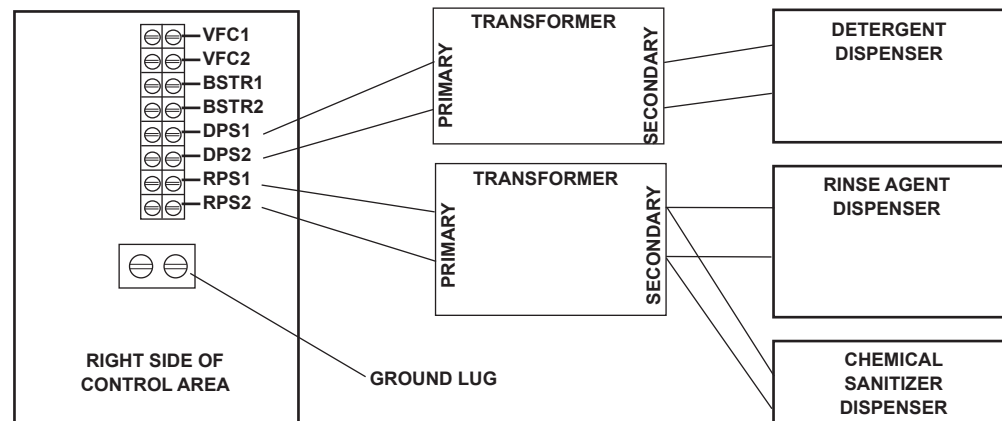 VFC1
VFC2
BSTR1
BSTR2
DPS1
DPS2
RPS1
RPS2
RIGHT SIDE OF
CONTROL AREA
GROUND LUG
TRANSFORMER
PRIMARY
SECONDARY
TRANSFORMER
PRIMARY
SECONDARY
DETERGENT
DISPENSER
RINSE AGENT
DISPENSER
CHEMICAL
SANITIZER
DISPENSER